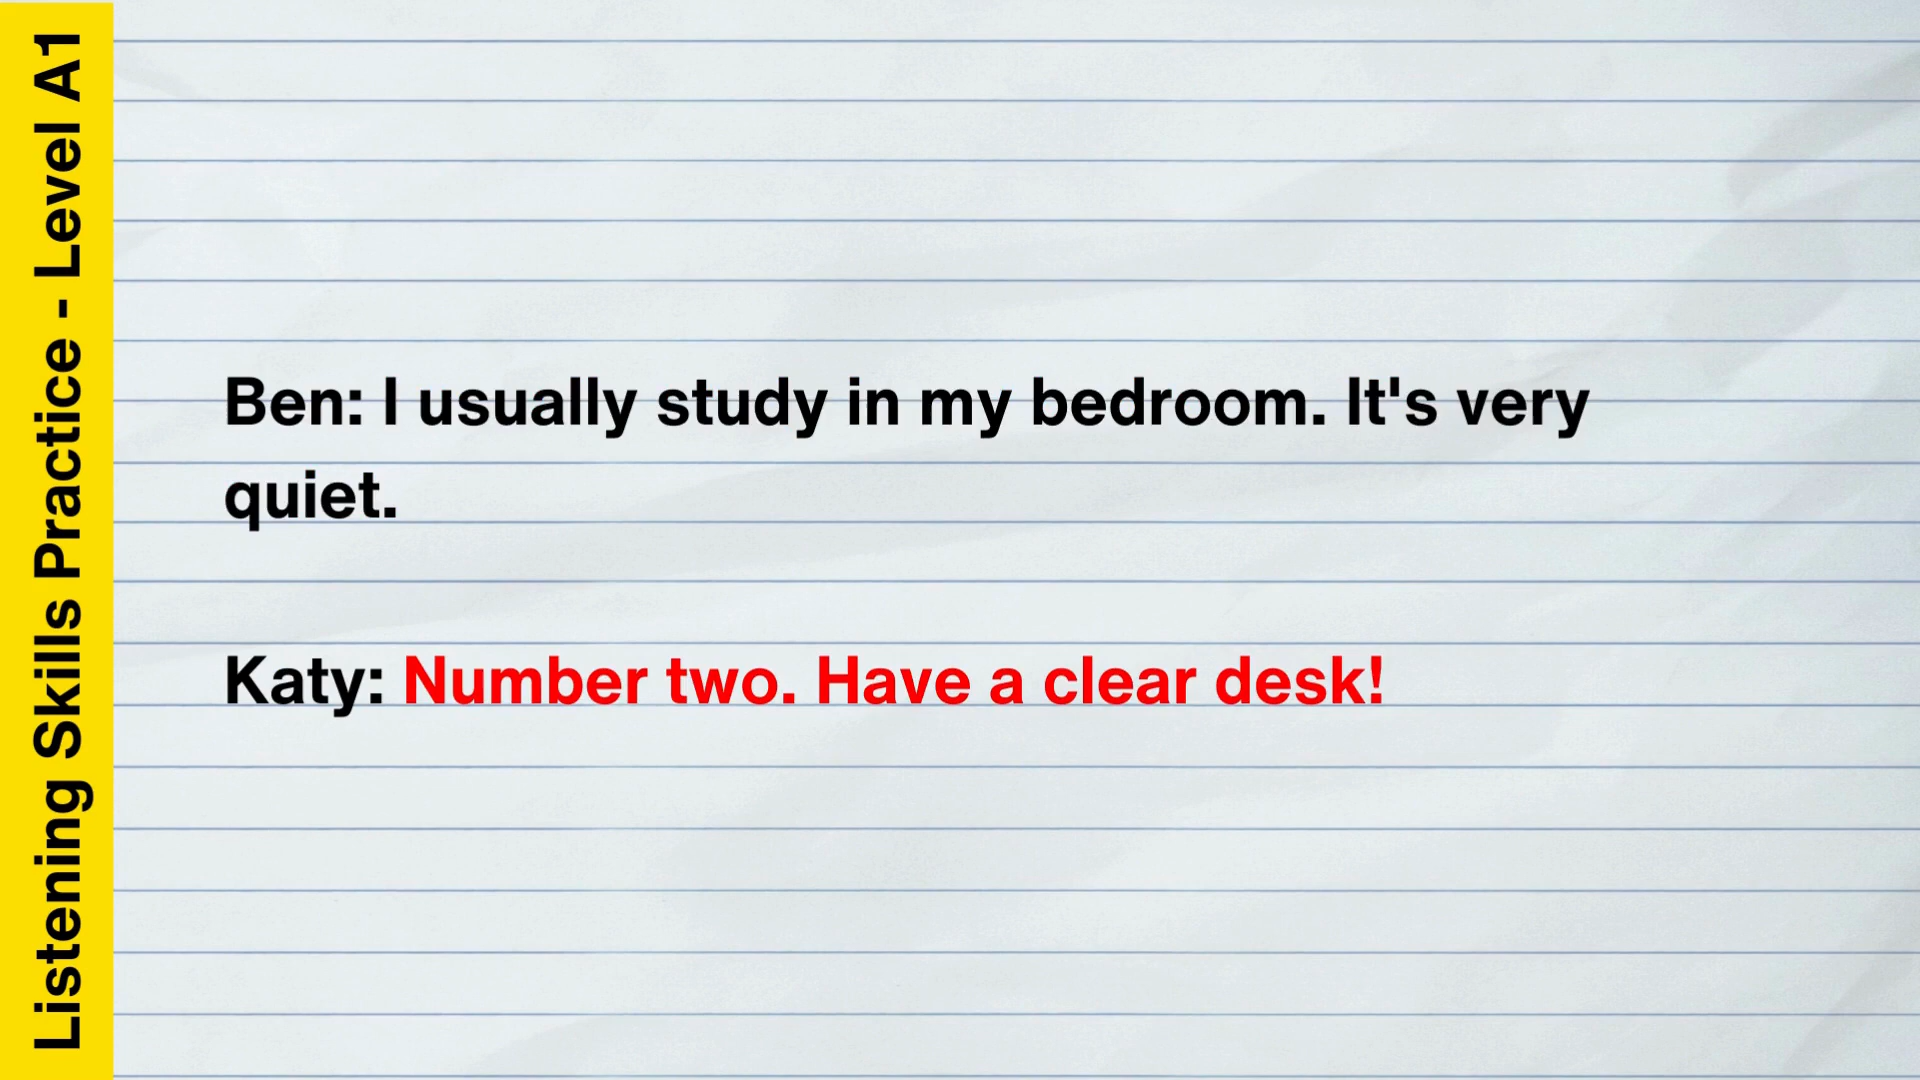 Listening Skills Practice - Level A1
Ben: I usually study in my bedroom. It's very
quiet.
Katy: Number two. Have a clear desk!